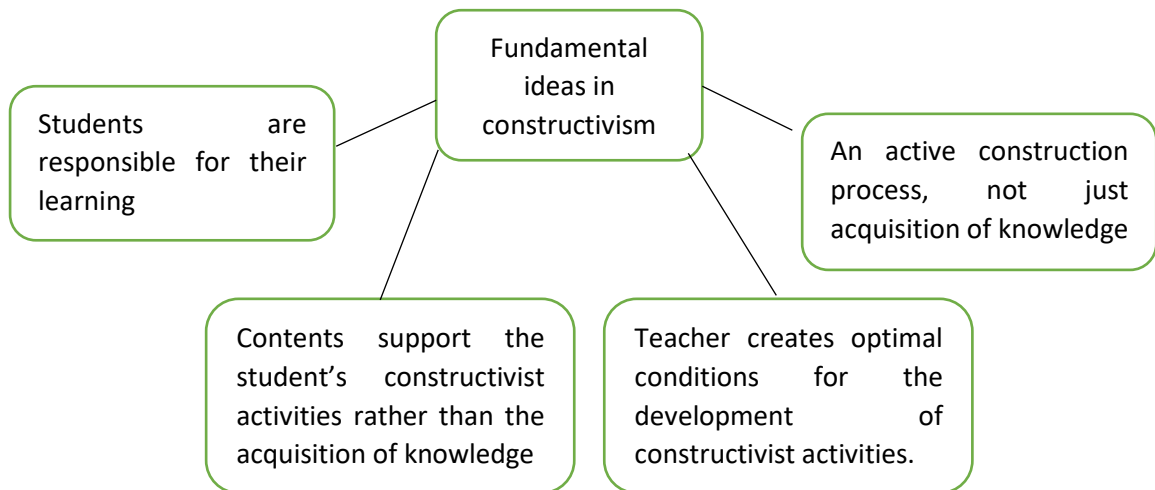 Fundamental
ideas in
constructivism
Students are
responsible for their
learning
An active construction
process, not just
acquisition of knowledge
Contents support the
student’s constructivist
activities rather than the
acquisition of knowledge
Teacher creates optimal
conditions for the
development of
constructivist activities.